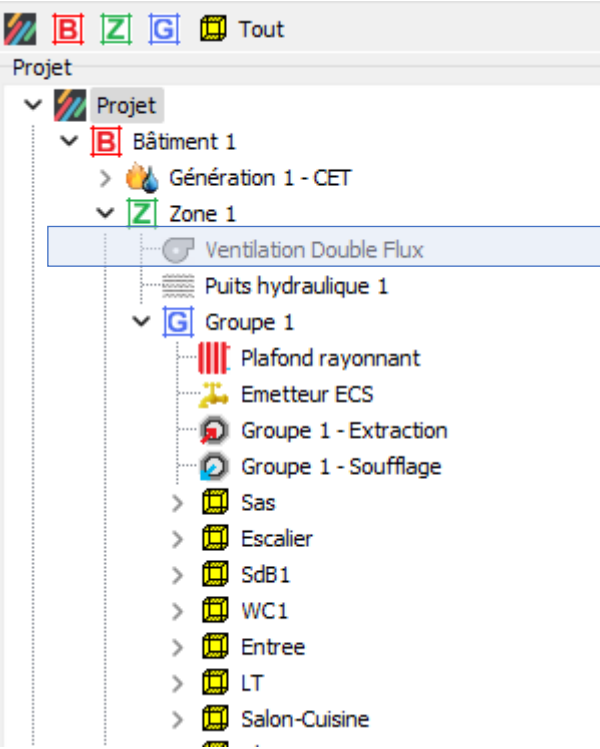 B Z G Tout
Projet
Projet
B Bâtiment 1
Génération 1 - CET
Z Zone 1
Ventilation Double Flux
Puits hydraulique 1
G Groupe 1
Plafond rayonnant
Emetteur ECS
Groupe 1 - Extraction
Groupe 1 - Soufflage
Sas
Escalier
SdB1
WC1
Entree
LT
Salon-Cuisine